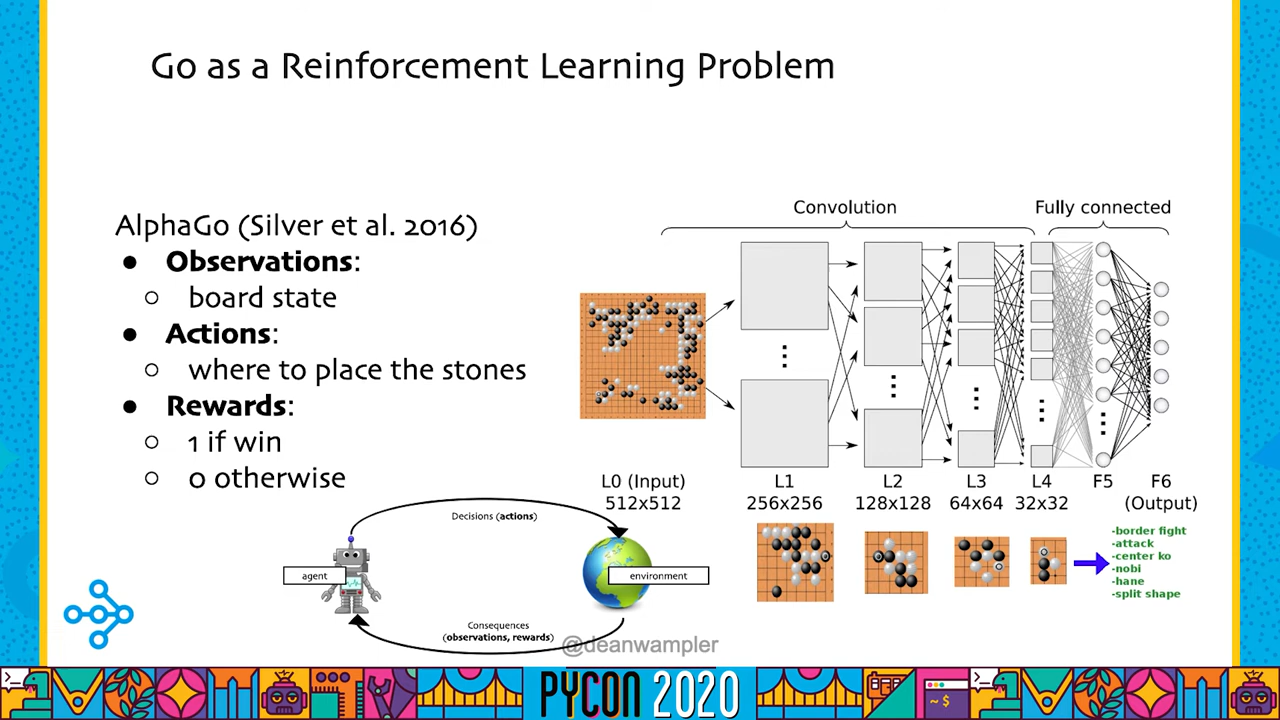 Go as a Reinforcement Learning Problem
AlphaGo (Silver et al. 2016)
● Observations:
○ board state
● Actions:
○ where to place the stones
● Rewards:
○ 1 if win
○ 0 otherwise
Convolution
Fully connected
L0 (Input)
512x512
L1
256x256
L2
128x128
L3
64x64
L4
32x32
F5
F6
(Output)
-border fight
-attack
-center ko
-nobi
-hane
-split shape
Decisions (actions)
agent
environment
Consequences
(observations, rewards)
@deanwampler
>_
~$
PYCON 2020